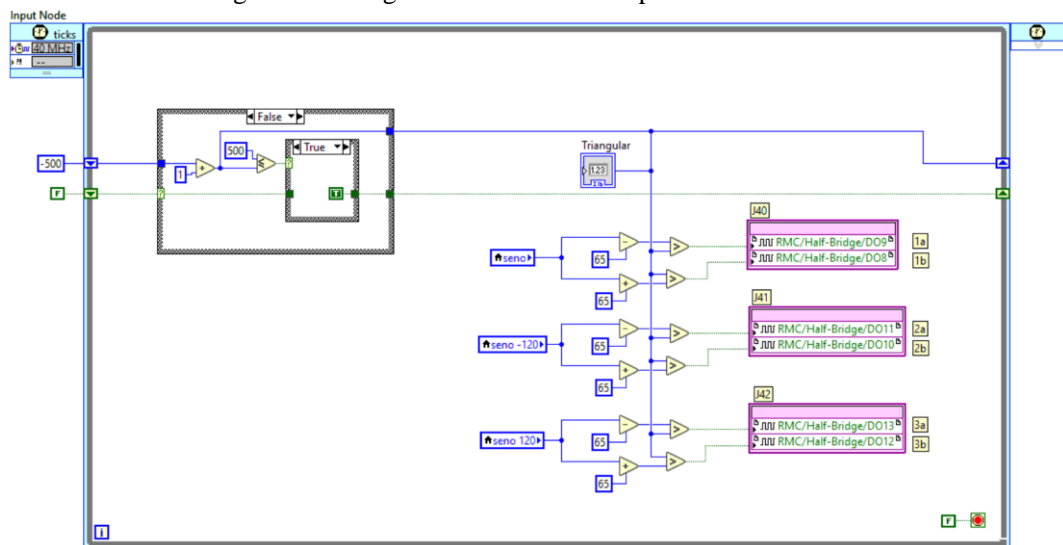 Input Node
ticks
40 MHz
--
False
-500
1
+
500
True
?
F
?
T
Triangular
1.23
J40
seno
-
65
>
RMC/Half-Bridge/DO9
1a
+
65
>
RMC/Half-Bridge/DO8
1b
J41
seno -120
-
65
>
RMC/Half-Bridge/DO11
2a
+
65
>
RMC/Half-Bridge/DO10
2b
J42
seno 120
-
65
>
RMC/Half-Bridge/DO13
3a
+
65
>
RMC/Half-Bridge/DO12
3b
i
F